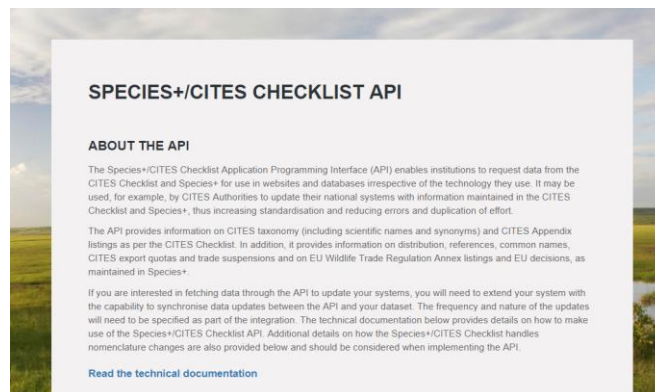 SPECIES+/CITES CHECKLIST API
ABOUT THE API
The Species+/CITES Checklist Application Programming Interface (API) enables institutions to request data from the
CITES Checklist and Species+ for use in websites and databases irrespective of the technology they use. It may be
used, for example, by CITES Authorities to update their national systems with information maintained in the CITES
Checklist and Species+, thus increasing standardisation and reducing errors and duplication of effort.
The API provides information on CITES taxonomy (including scientific names and synonyms) and CITES Appendix
listings as per the CITES Checklist. In addition, it provides information on distribution, references, common names,
CITES export quotas and trade suspensions and on EU Wildlife Trade Regulation Annex listings and EU decisions, as
maintained in Species+.
If you are interested in fetching data through the API to update your systems, you will need to extend your system with
the capability to synchronise data updates between the API and your dataset. The frequency and nature of the updates
will need to be specified as part of the integration. The technical documentation below provides details on how to make
use of the Species+/CITES Checklist API. Additional details on how the Species+/CITES Checklist handles
nomenclature changes are also provided below and should be considered when implementing the API.
Read the technical documentation